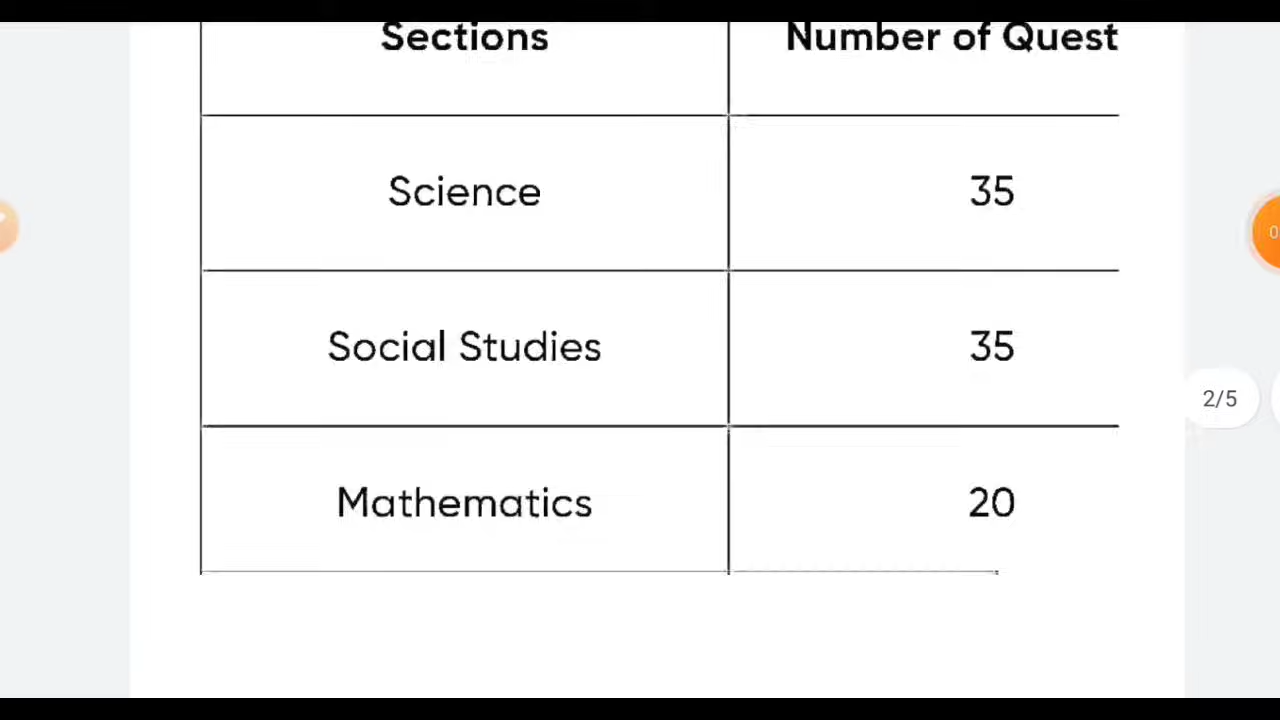 Sections Number of Quest
Science 35
Social Studies 35
2/5
Mathematics 20